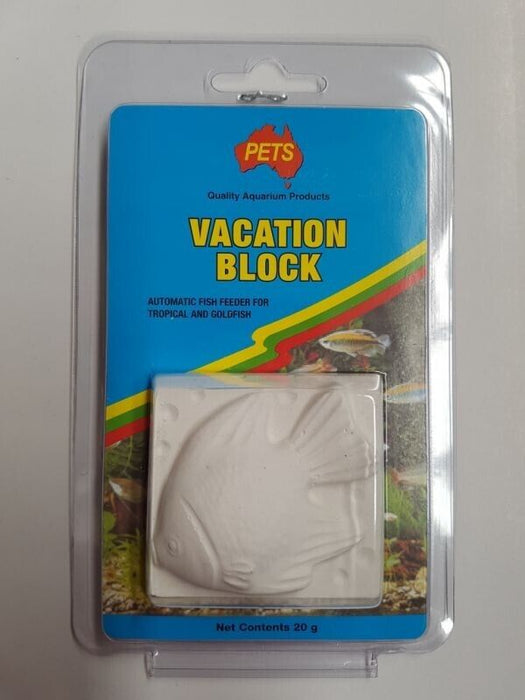 PETS
Quality Aquarium Products
VACATION
BLOCK
AUTOMATIC FISH FEEDER FOR
TROPICAL AND GOLDFISH
Net Contents 20 g